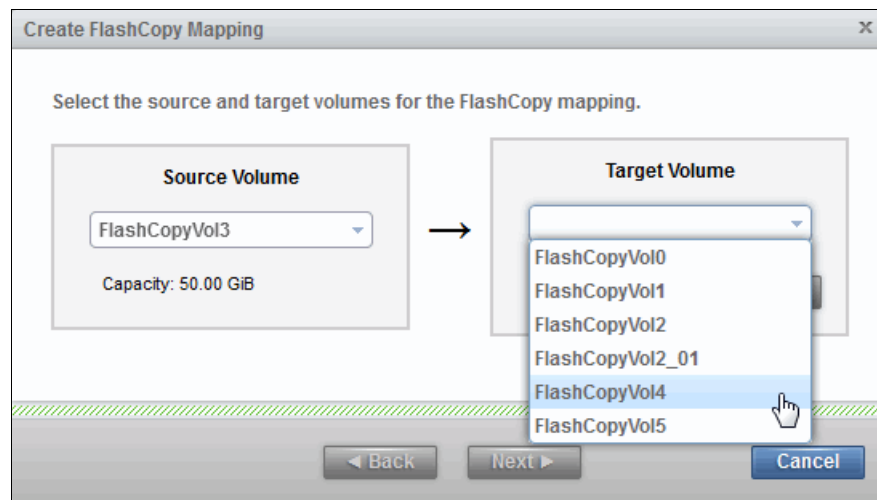 Create FlashCopy Mapping
x
Select the source and target volumes for the FlashCopy mapping.
Source Volume
FlashCopyVol3
Capacity: 50.00 GiB
→
Target Volume
FlashCopyVol0
FlashCopyVol1
FlashCopyVol2
FlashCopyVol2_01
FlashCopyVol4
FlashCopyVol5
◄ Back
Next ►
Cancel